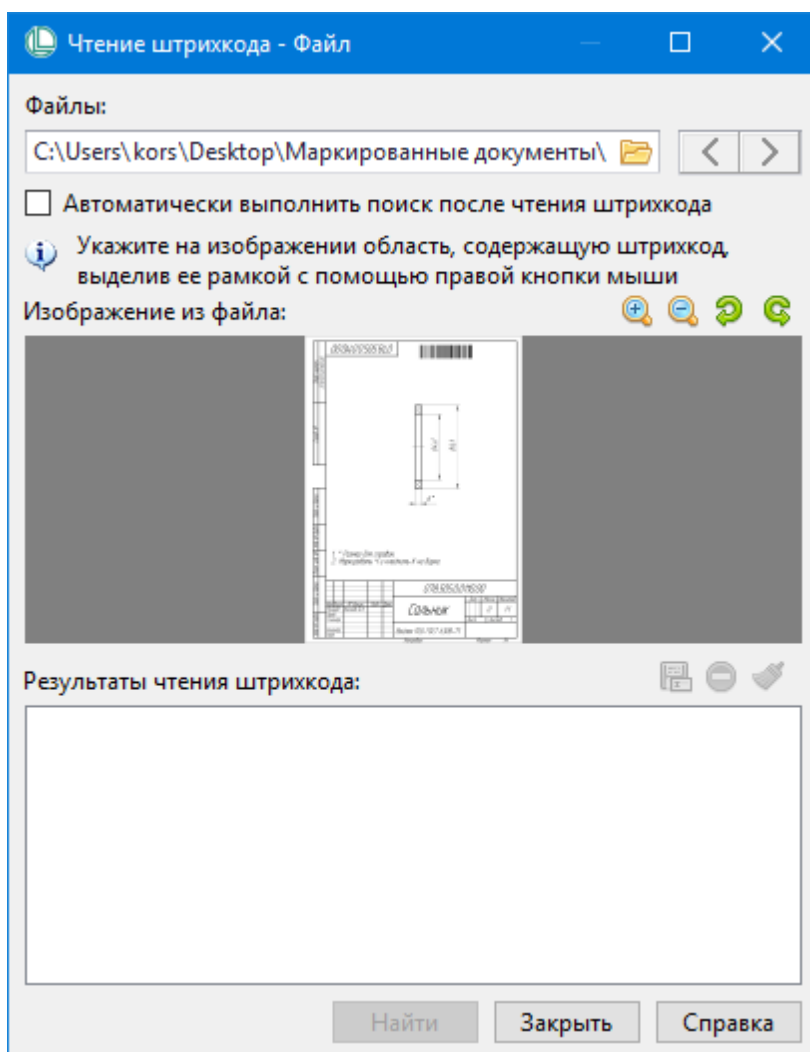 Чтение штрихкода - Файл
Файлы:
C:\Users\kors\Desktop\Маркированные документы\
Автоматически выполнить поиск после чтения штрихкода
Укажите на изображении область, содержащую штрихкод,
выделив ее рамкой с помощью правой кнопки мыши
Изображение из файла:
Сальник
Результаты чтения штрихкода:
Найти
Закрыть
Справка